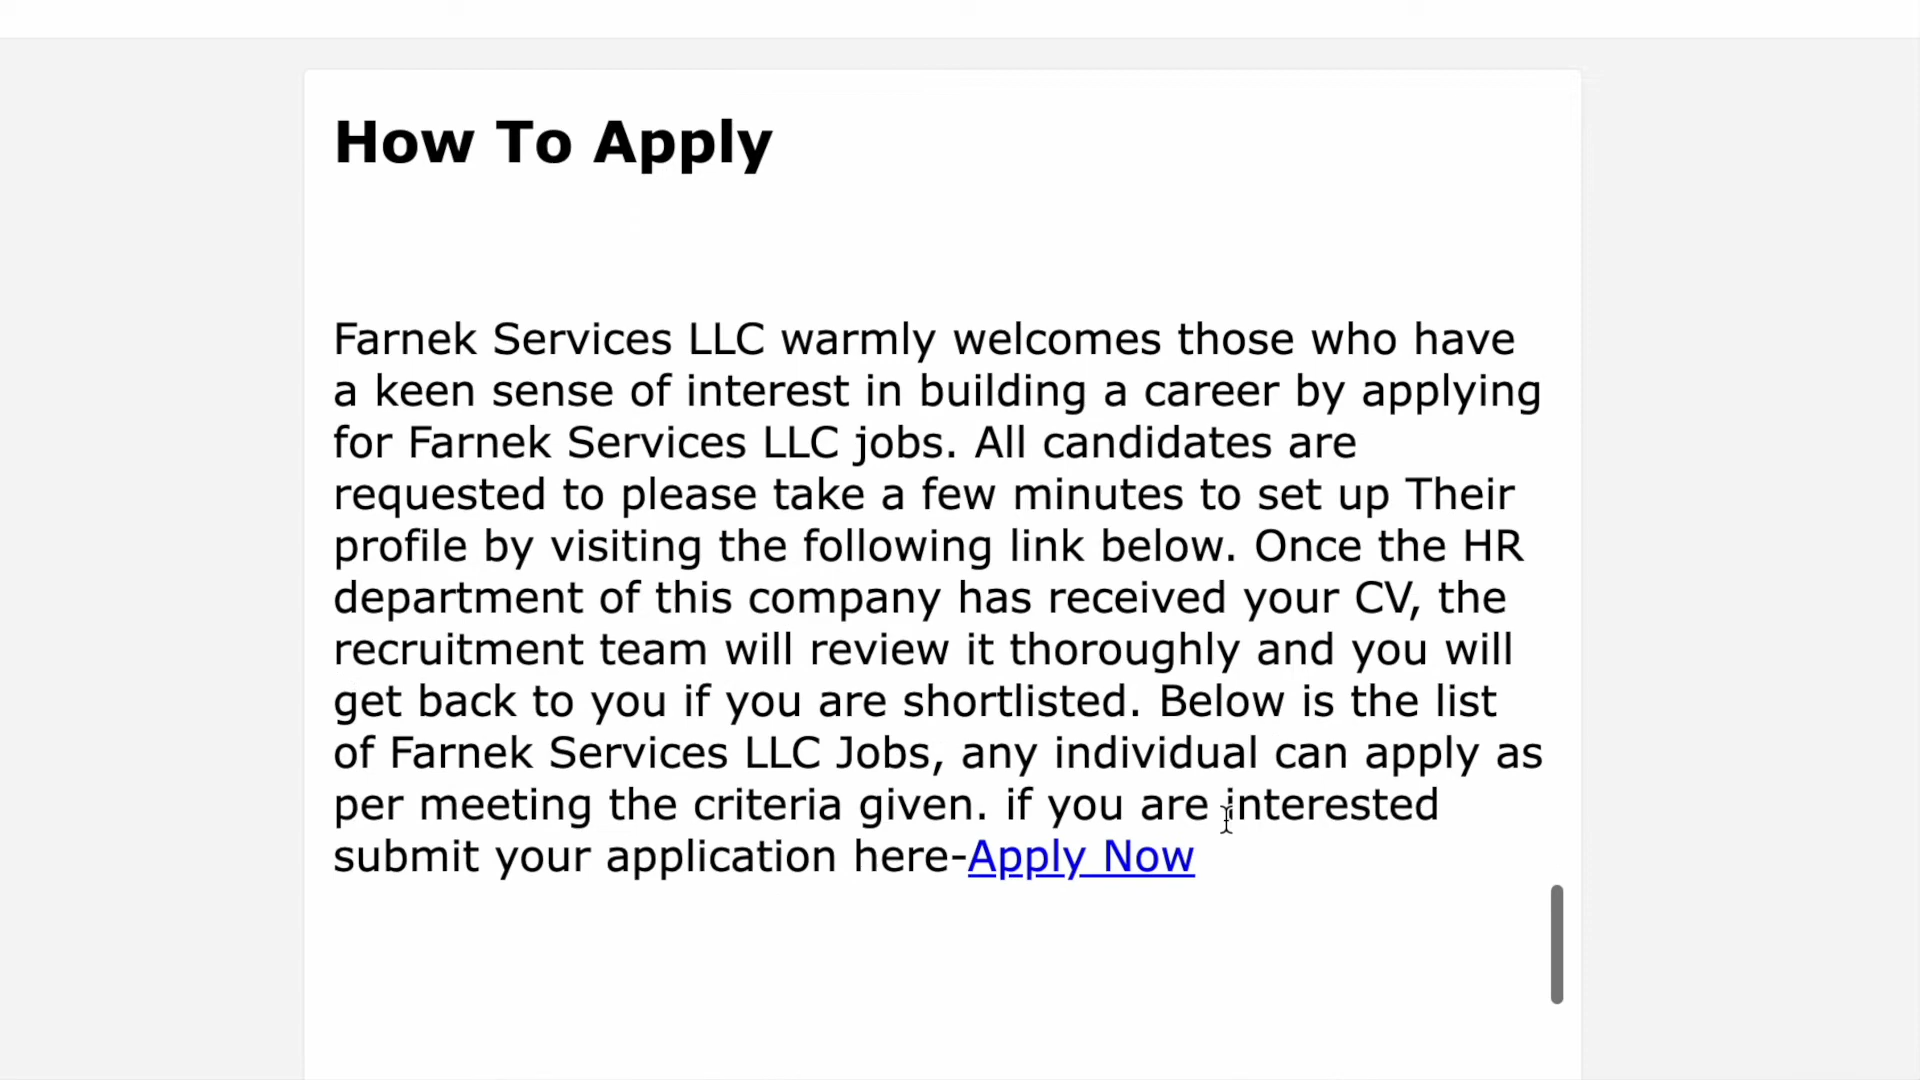 How To Apply
Farnek Services LLC warmly welcomes those who have
a keen sense of interest in building a career by applying
for Farnek Services LLC jobs. All candidates are
requested to please take a few minutes to set up Their
profile by visiting the following link below. Once the HR
department of this company has received your CV, the
recruitment team will review it thoroughly and you will
get back to you if you are shortlisted. Below is the list
of Farnek Services LLC Jobs, any individual can apply as
per meeting the criteria given. if you are interested
submit your application here-Apply Now